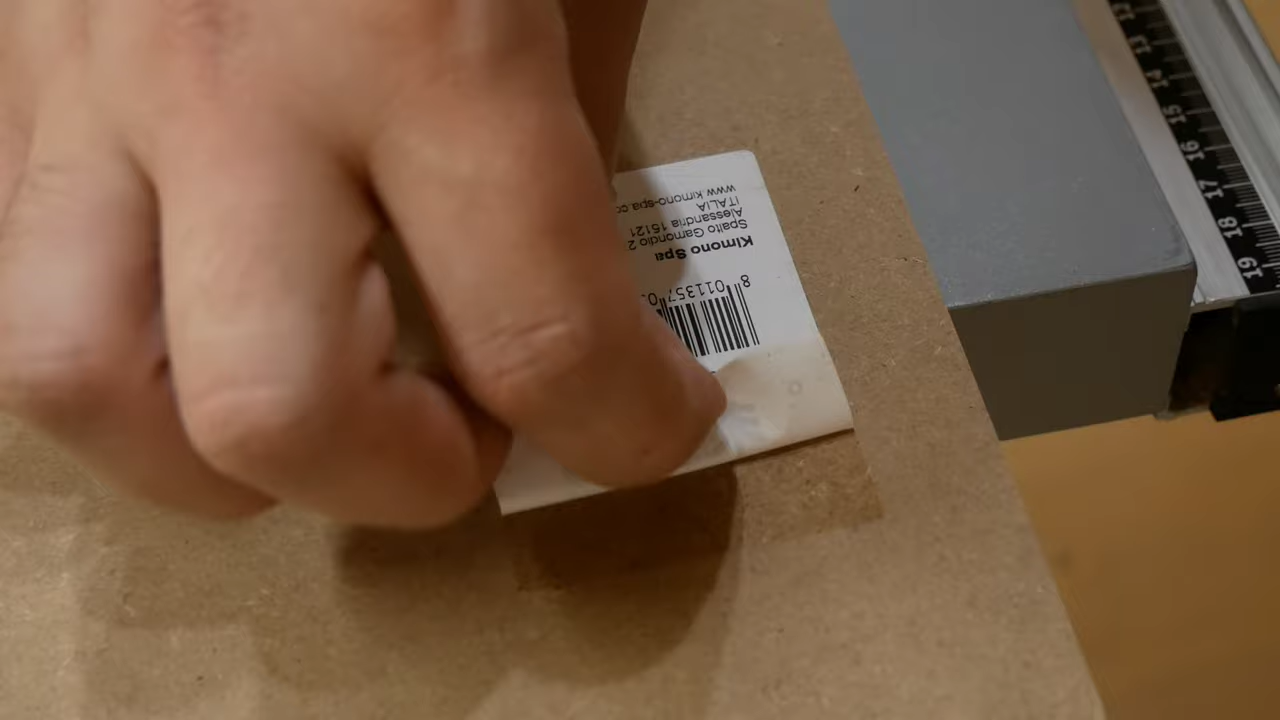 Kimono Spa
Spalto Gamondio 2
Alessandria 15121
ITALIA
www.kimono-spa.co
8 011357 0
13
14
15
16
17
18
19